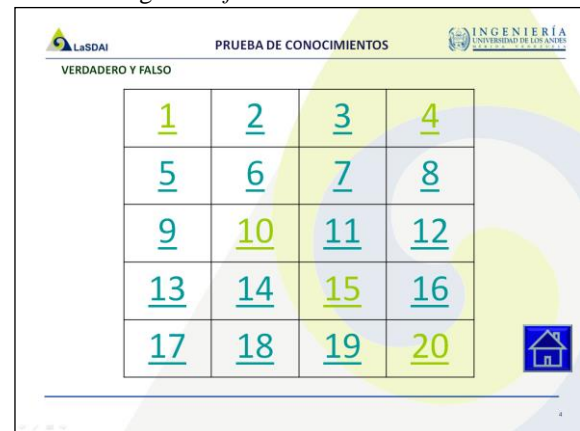 LaSDAI
PRUEBA DE CONOCIMIENTOS
INGENIERÍA
UNIVERSIDAD DE LOS ANDES
VERDADERO Y FALSO
1 2 3 4
5 6 7 8
9 10 11 12
13 14 15 16
17 18 19 20
4